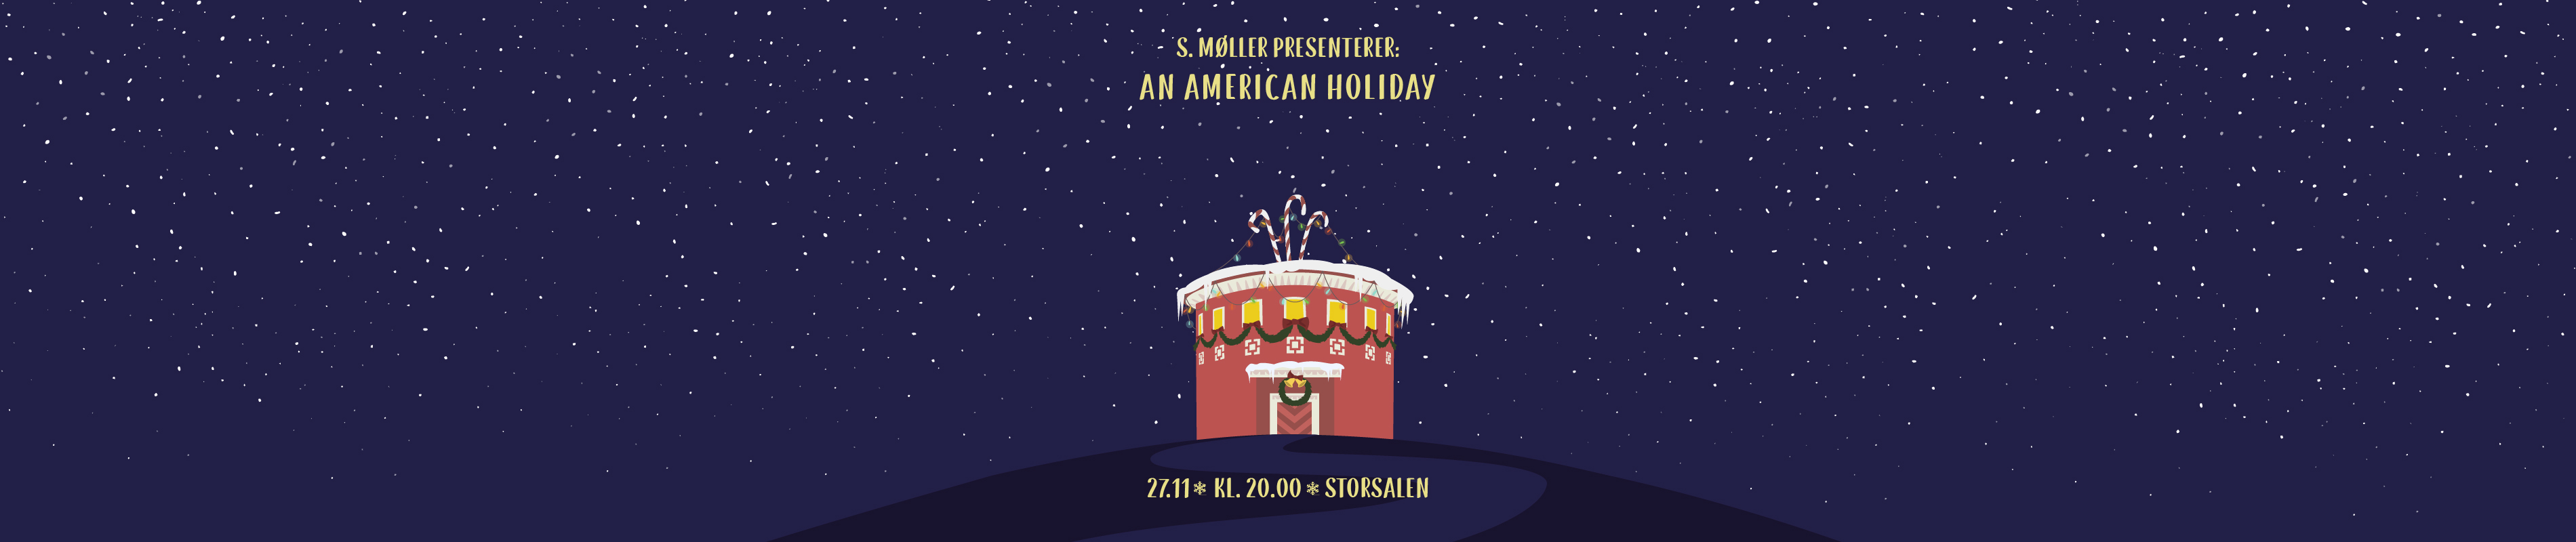 S. MØLLER PRESENTERER:
AN AMERICAN HOLIDAY
27.11 * KL. 20.00 * STORSALEN